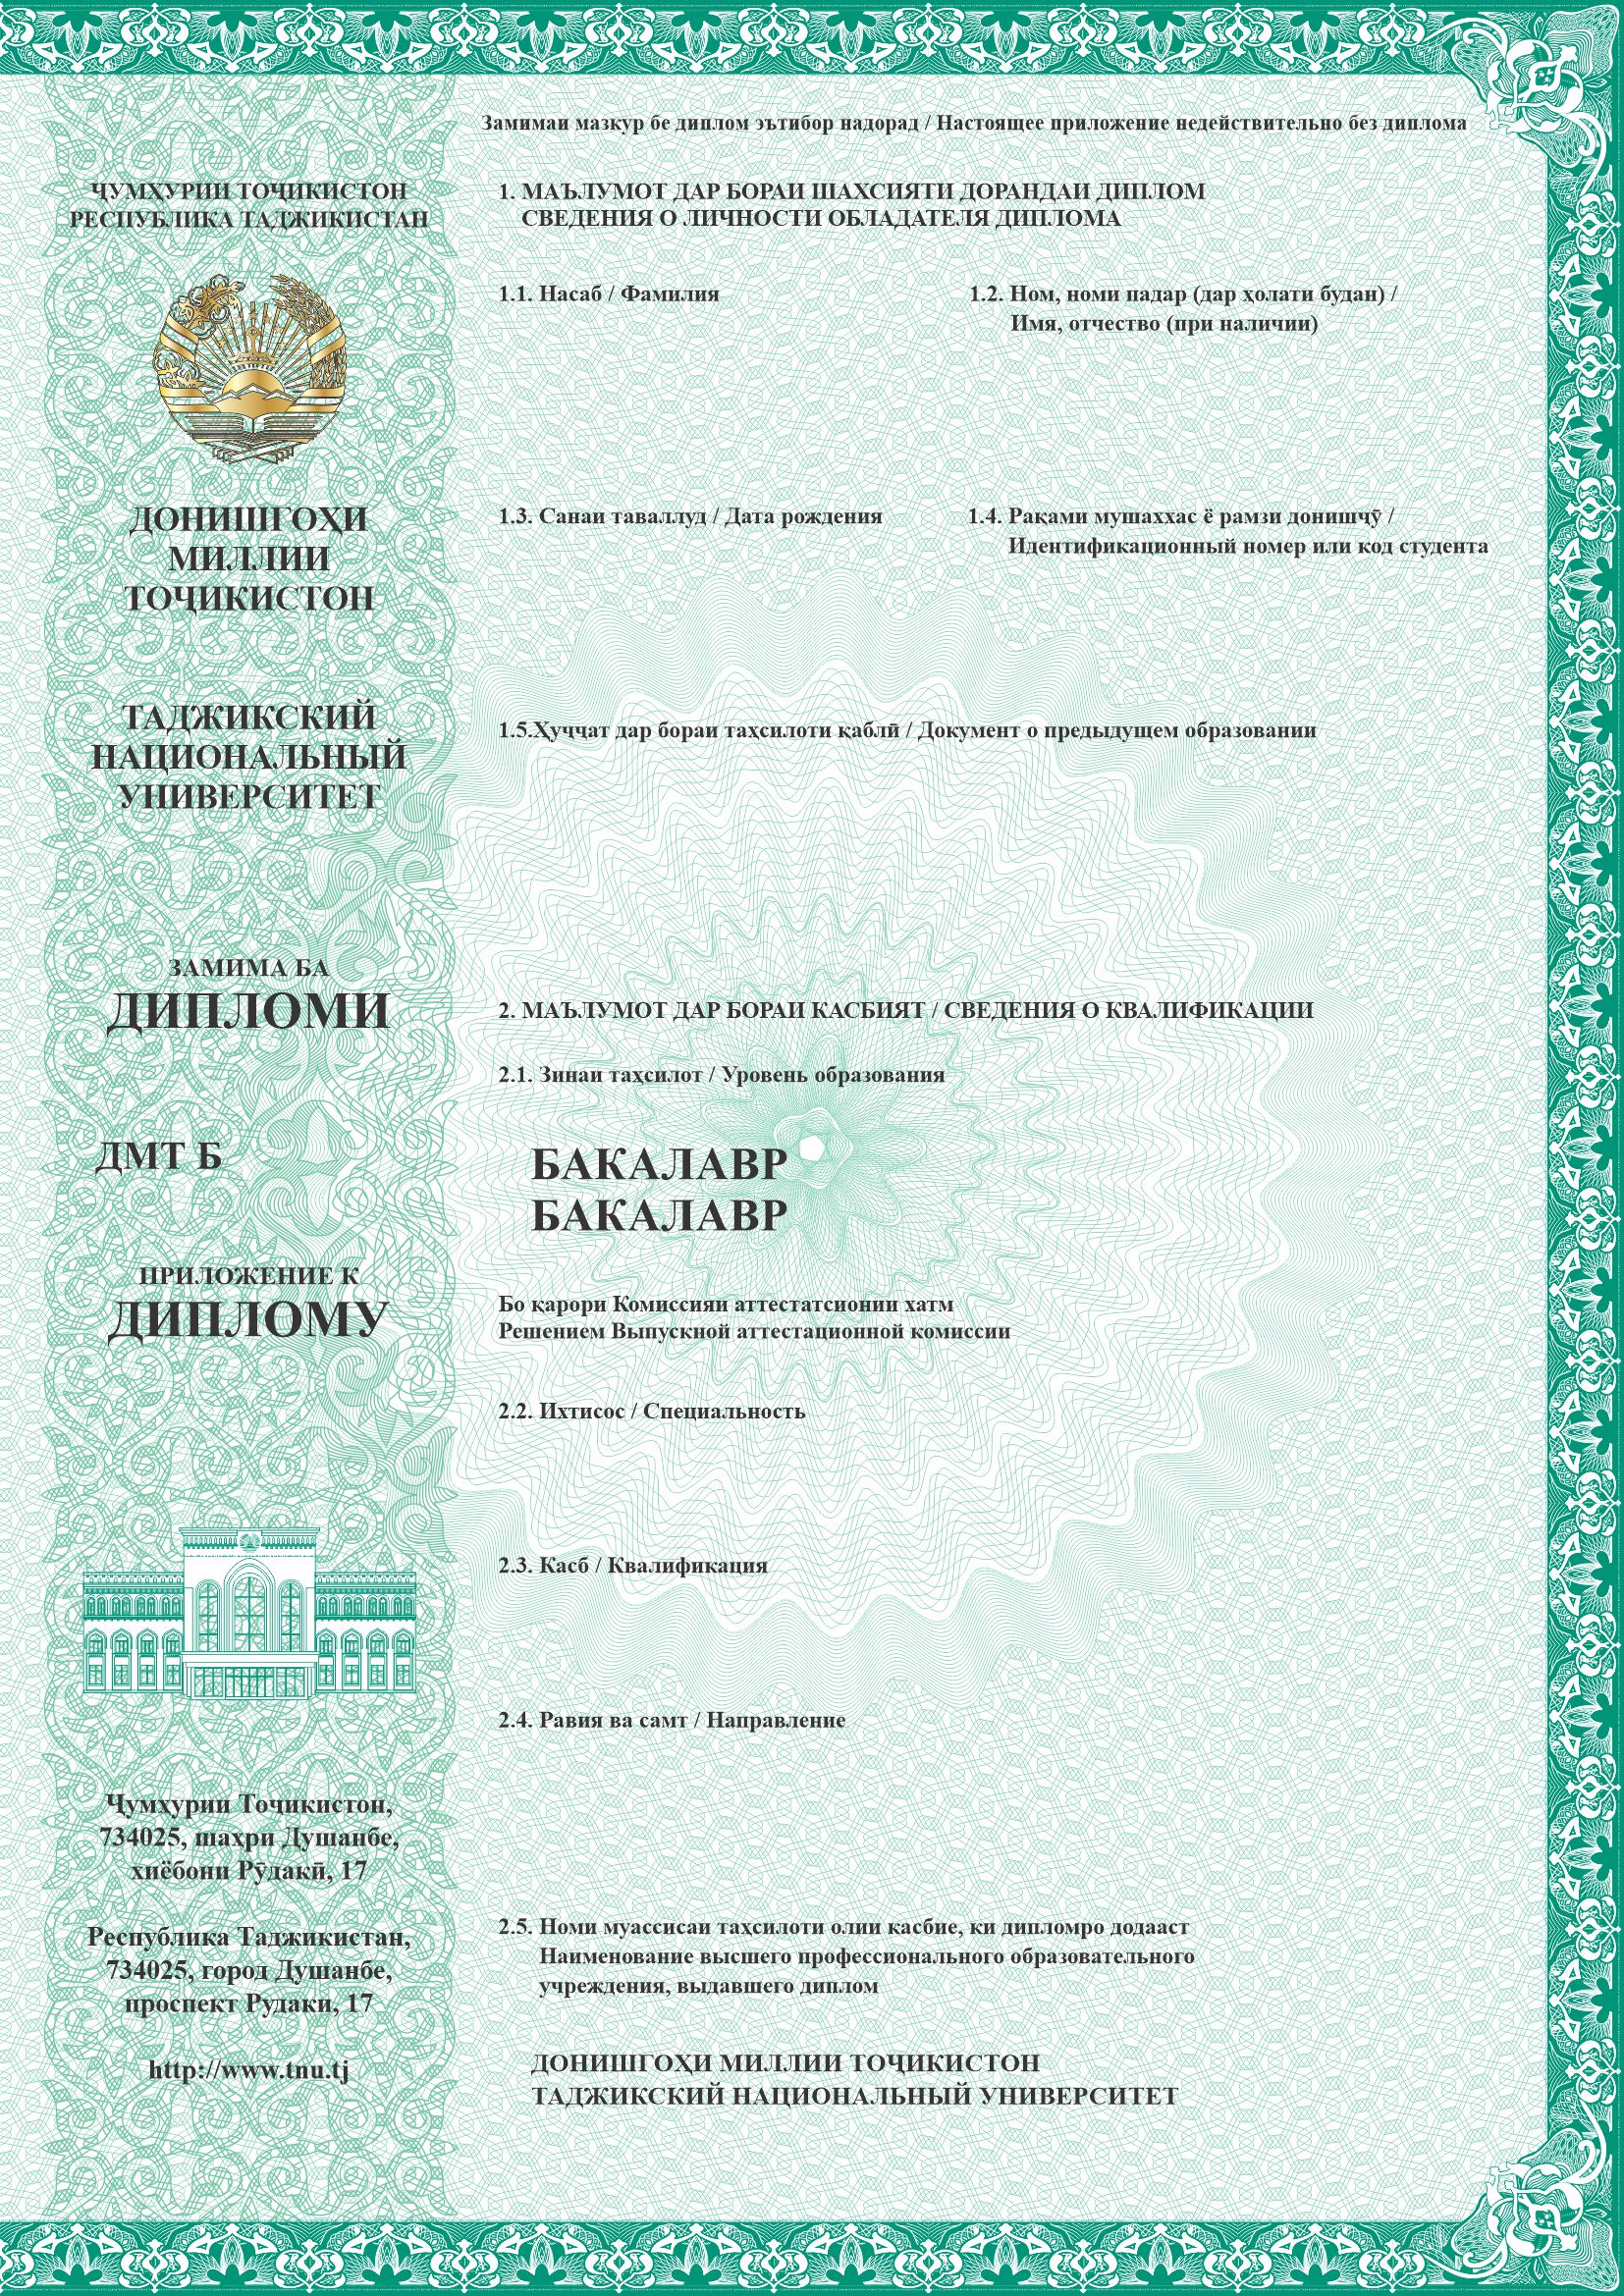 Замимаи мазкур бе диплом эътибор надорад / Настоящее приложение недействительно без диплома
ҶУМҲУРИИ ТОҶИКИСТОН
РЕСПУБЛИКА ТАДЖИКИСТАН
ДОНИШГОҲИ
МИЛЛИИ
ТОҶИКИСТОН
ТАДЖИКСКИЙ
НАЦИОНАЛЬНЫЙ
УНИВЕРСИТЕТ
ЗАМИМА БА
ДИПЛОМИ
ДМТ Б
ПРИЛОЖЕНИЕ К
ДИПЛОМУ
Ҷумҳурии Тоҷикистон,
734025, шаҳри Душанбе,
хиёбони Рӯдакӣ, 17
Республика Таджикистан,
734025, город Душанбе,
проспект Рудаки, 17
http://www.tnu.tj
1. МАЪЛУМОТ ДАР БОРАИ ШАХСИЯТИ ДОРАНДАИ ДИПЛОМ
СВЕДЕНИЯ О ЛИЧНОСТИ ОБЛАДАТЕЛЯ ДИПЛОМА
1.1. Насаб / Фамилия
1.2. Ном, номи падар (дар ҳолати будан) /
Имя, отчество (при наличии)
1.3. Санаи таваллуд / Дата рождения
1.4. Рақами мушаххас ё рамзи донишҷӯ /
Идентификационный номер или код студента
1.5.Ҳуҷҷат дар бораи таҳсилоти қаблӣ / Документ о предыдущем образовании
2. МАЪЛУМОТ ДАР БОРАИ КАСБИЯТ / СВЕДЕНИЯ О КВАЛИФИКАЦИИ
2.1. Зинаи таҳсилот / Уровень образования
БАКАЛАВР
БАКАЛАВР
Бо қарори Комиссияи аттестатсионии хатм
Решением Выпускной аттестационной комиссии
2.2. Ихтисос / Специальность
2.3. Касб / Квалификация
2.4. Равия ва самт / Направление
2.5. Номи муассисаи таҳсилоти олии касбие, ки дипломро додааст
Наименование высшего профессионального образовательного
учреждения, выдавшего диплом
ДОНИШГОҲИ МИЛЛИИ ТОҶИКИСТОН
ТАДЖИКСКИЙ НАЦИОНАЛЬНЫЙ УНИВЕРСИТЕТ